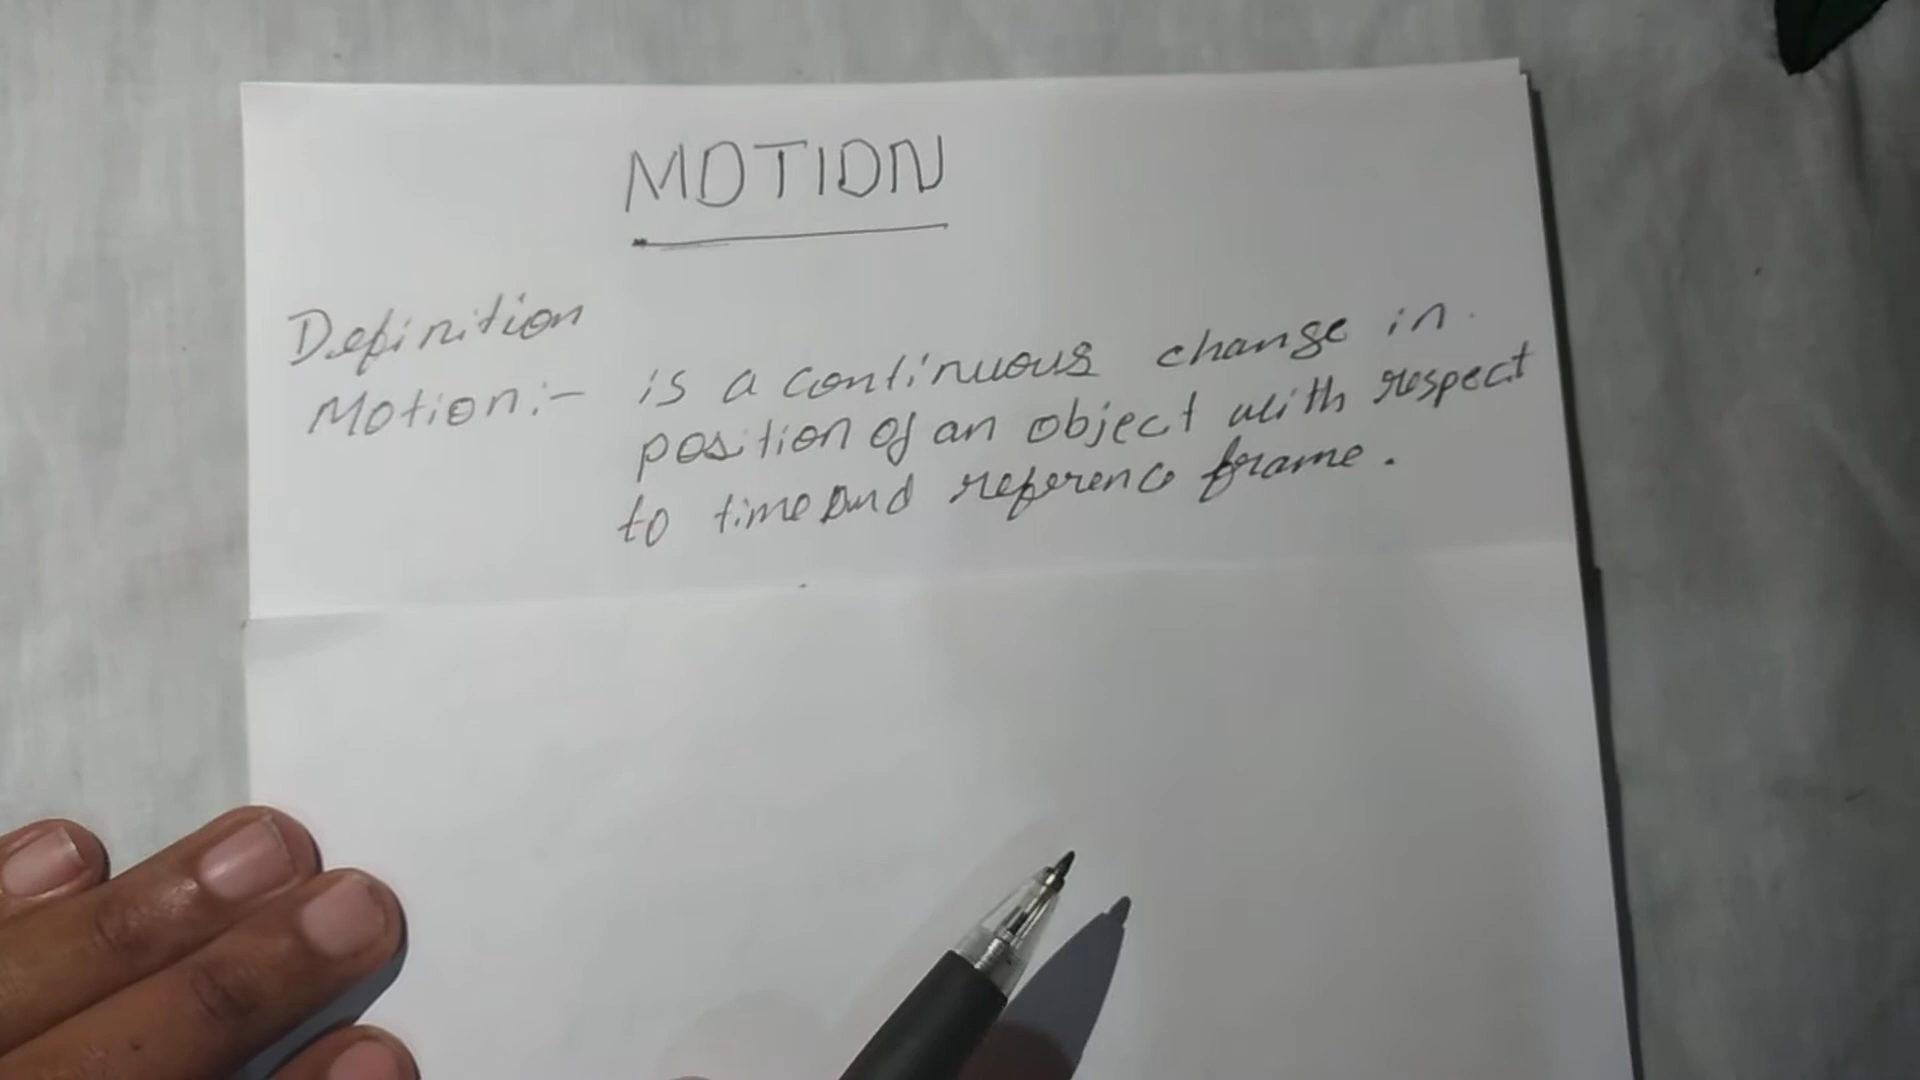 MOTION
Definition
Motion:- is a continuous change in
position of an object with respect
to time and reference frame.